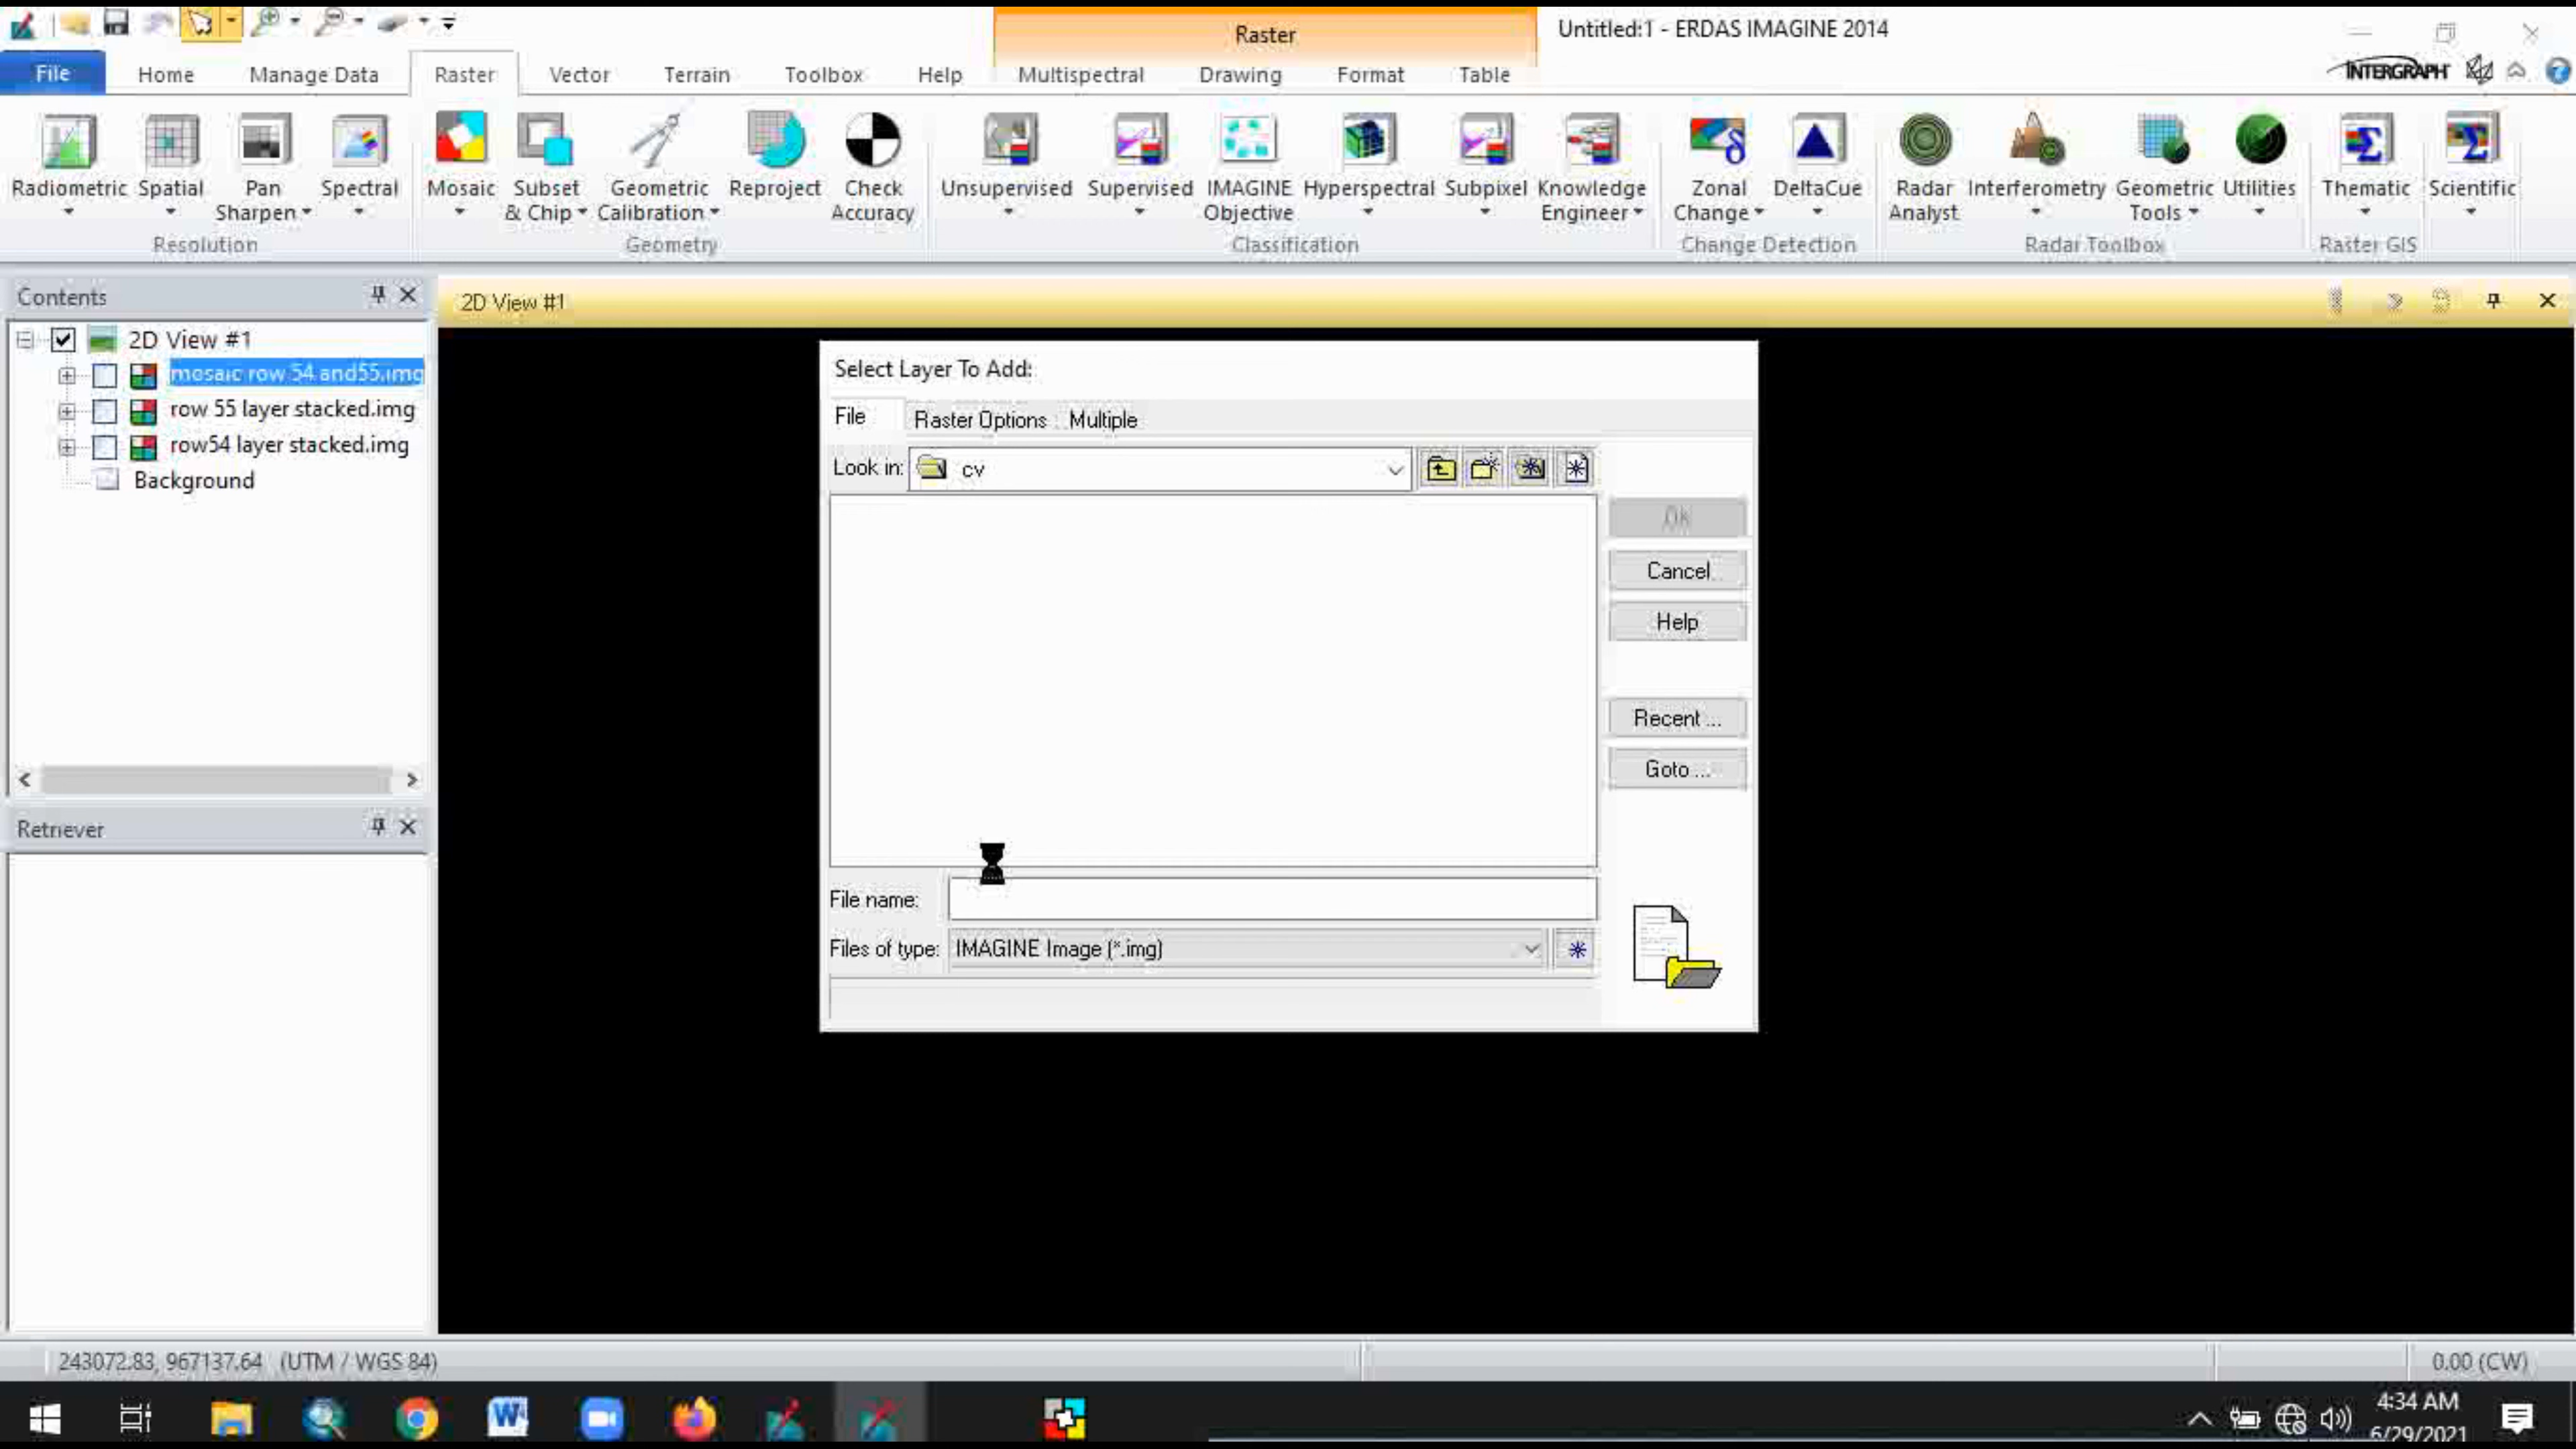 Raster
Untitled:1 - ERDAS IMAGINE 2014
File Home Manage Data Raster Vector Terrain Toolbox Help Multispectral Drawing Format Table
INTERGRAPH
Radiometric Spatial Pan Sharpen Spectral Mosaic Subset & Chip Geometric Calibration Reproject Check Accuracy Unsupervised Supervised IMAGINE Objective Hyperspectral Subpixel Knowledge Engineer Zonal Change DeltaCue Radar Analyst Interferometry Geometric Tools Utilities Thematic Scientific
Resolution Geometry Classification Change Detection Radar Toolbox Raster GIS
Contents
2D View #1
2D View #1
mosaic row 54 and55.img
row 55 layer stacked.img
row54 layer stacked.img
Background
Retriever
Select Layer To Add:
File Raster Options Multiple
Look in: cv
Ok
Cancel
Help
Recent ...
Goto ...
File name:
Files of type: IMAGINE Image (*.img)
243072.83, 967137.64 (UTM / WGS 84)
0.00 (CW)
4:34 AM
6/29/2021